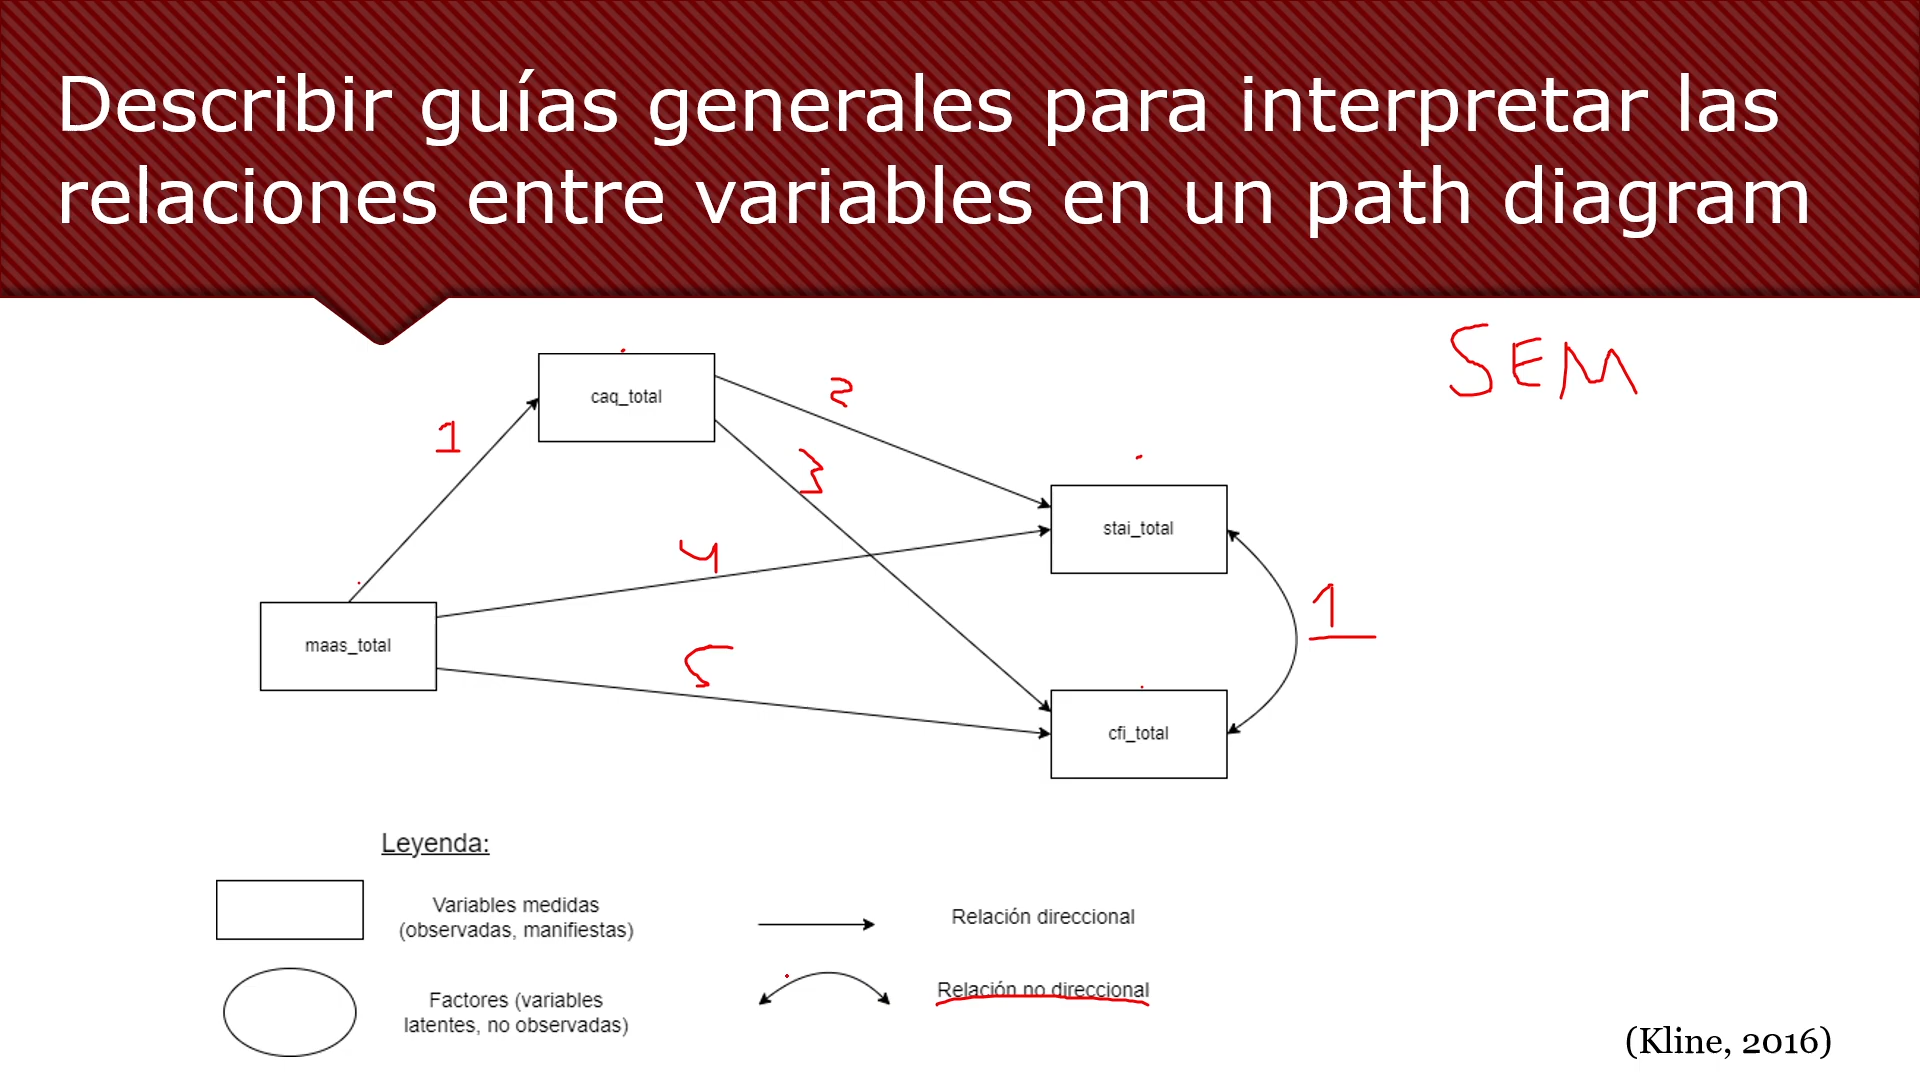 Describir guías generales para interpretar las
relaciones entre variables en un path diagram
SEM
caq_total
2
1
3
stai_total
4
1
maas_total
5
cfi_total
Leyenda:
Variables medidas
(observadas, manifiestas)
Relación direccional
Factores (variables
latentes, no observadas)
Relación no direccional
(Kline, 2016)